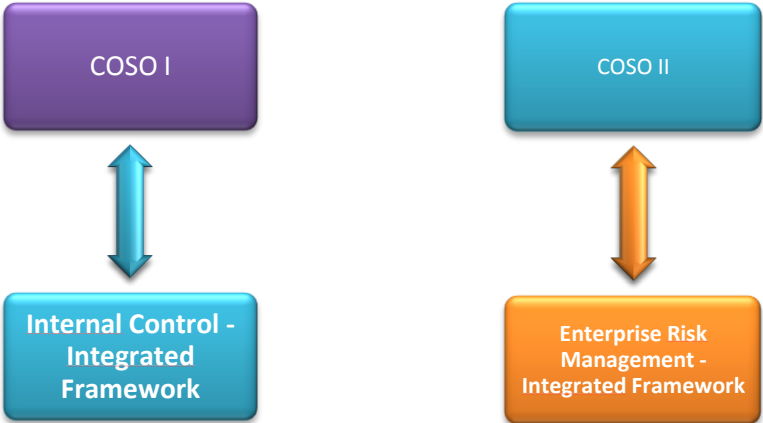 COSO I
COSO II
Internal Control -
Integrated
Framework
Enterprise Risk
Management -
Integrated Framework